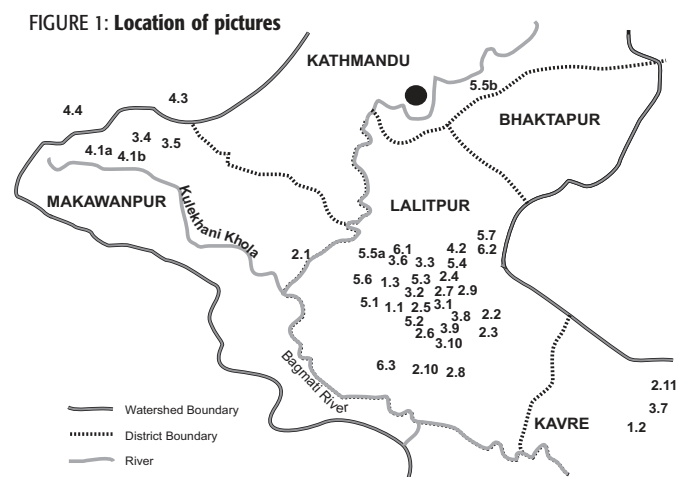 FIGURE 1: Location of pictures
KATHMANDU
4.3
4.4
5.5b
BHAKTAPUR
3.4
3.5
4.1a
4.1b
MAKAWANPUR
Kulekhani Khola
LALITPUR
5.7
2.1
5.5a
6.1
4.2
6.2
3.6
3.3
5.4
5.6
1.3
5.3
2.4
3.2
2.7
2.9
5.1
1.1
2.5
3.1
3.8
2.2
5.2
2.6
3.9
2.3
3.10
6.3
2.10
2.8
Bagmati River
2.11
3.7
1.2
KAVRE
Watershed Boundary
District Boundary
River